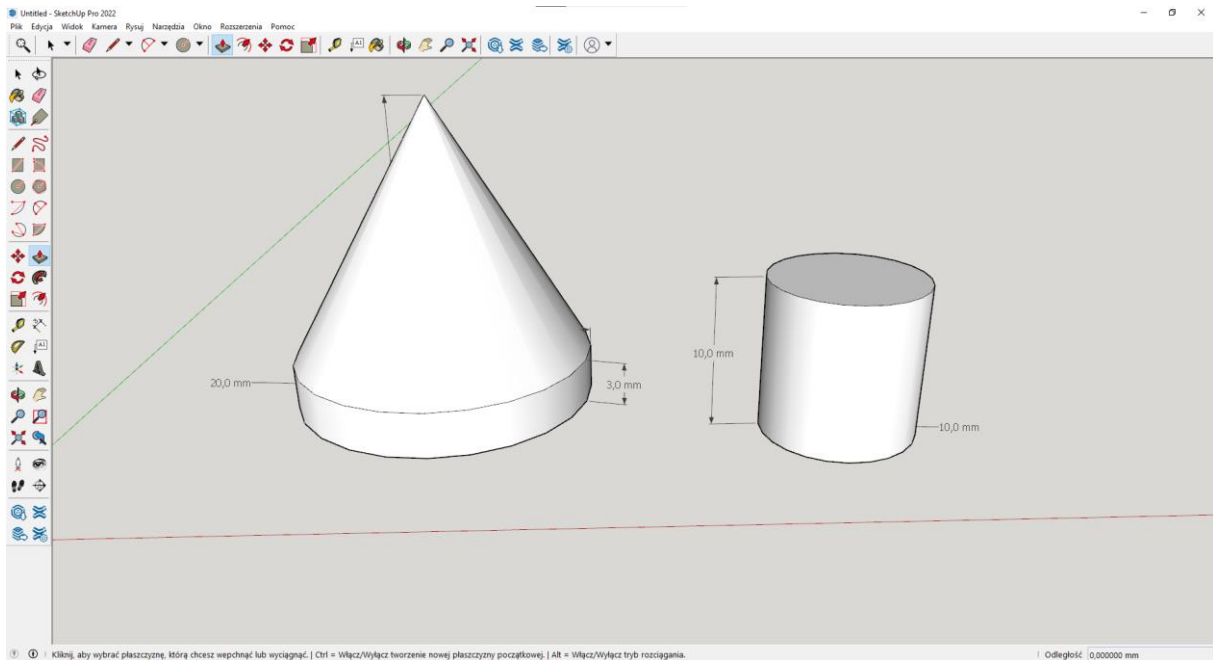 Untitled - SketchUp Pro 2022
Plik Edycja Widok Kamera Rysuj Narzędzia Okno Rozszerzenia Pomoc
A1
A1
10,0 mm
20,0 mm
3,0 mm
10,0 mm
Kliknij, aby wybrać płaszczyznę, którą chcesz wepchnąć lub wyciągnąć. | Ctrl = Włącz/Wyłącz tworzenie nowej płaszczyzny początkowej. | Alt = Włącz/Wyłącz tryb rozciągania.
Odległość 0,000000 mm